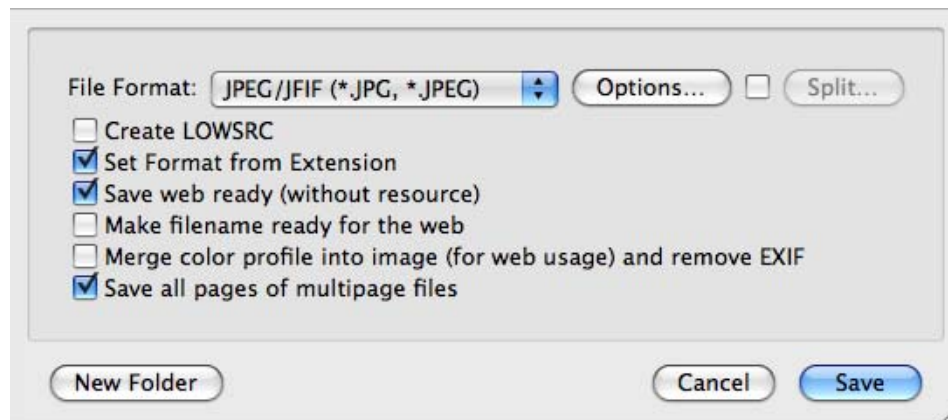 File Format: JPEG/JFIF (*.JPG, *.JPEG) Options... Split...
Create LOWSRC
Set Format from Extension
Save web ready (without resource)
Make filename ready for the web
Merge color profile into image (for web usage) and remove EXIF
Save all pages of multipage files
New Folder Cancel Save